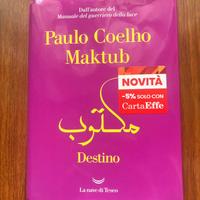 Dall'autore del
Manuale del guerriero della luce
Paulo Coelho
Maktub
NOVITÀ
-5% SOLO CON
CartaEffe
مكتوب
Destino
La nave di Teseo